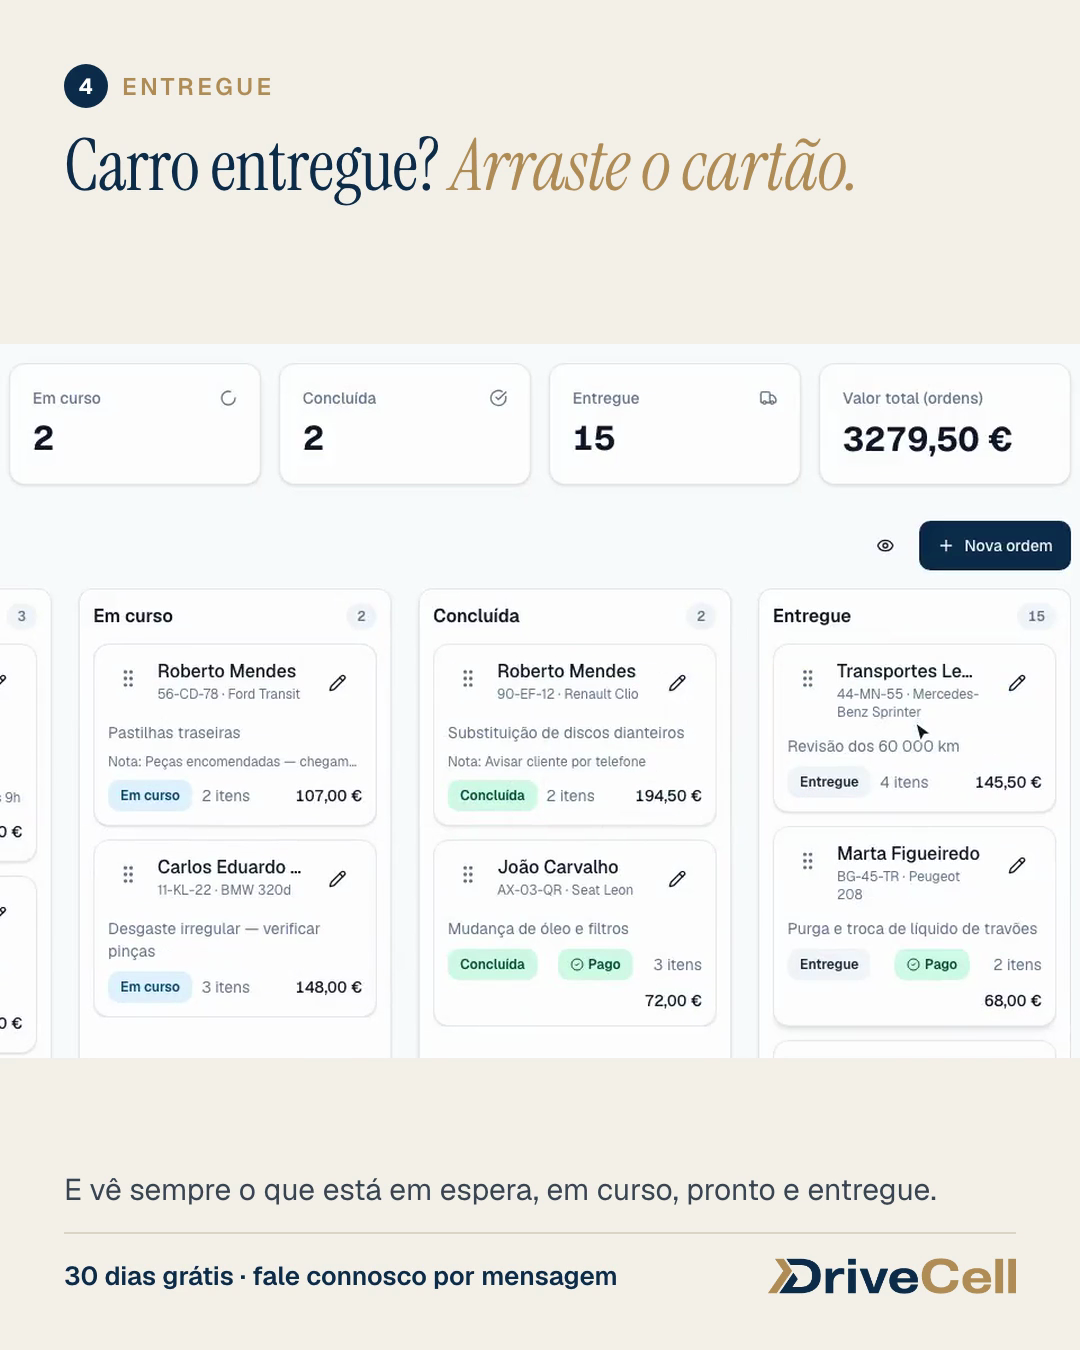 4 ENTREGUE
Carro entregue? Arraste o cartão.
Em curso
2
Concluída
2
Entregue
15
Valor total (ordens)
3279,50 €
+ Nova ordem
3
s 9h
0 €
0 €
Em curso 2
Roberto Mendes
56-CD-78 · Ford Transit
Pastilhas traseiras
Nota: Peças encomendadas — chegam...
Em curso 2 itens 107,00 €
Carlos Eduardo ...
11-KL-22 · BMW 320d
Desgaste irregular — verificar
pinças
Em curso 3 itens 148,00 €
Concluída 2
Roberto Mendes
90-EF-12 · Renault Clio
Substituição de discos dianteiros
Nota: Avisar cliente por telefone
Concluída 2 itens 194,50 €
João Carvalho
AX-03-QR · Seat Leon
Mudança de óleo e filtros
Concluída Pago 3 itens
72,00 €
Entregue 15
Transportes Le...
44-MN-55 · Mercedes-
Benz Sprinter
Revisão dos 60 000 km
Entregue 4 itens 145,50 €
Marta Figueiredo
BG-45-TR · Peugeot
208
Purga e troca de líquido de travões
Entregue Pago 2 itens
68,00 €
E vê sempre o que está em espera, em curso, pronto e entregue.
30 dias grátis · fale connosco por mensagem
DriveCell